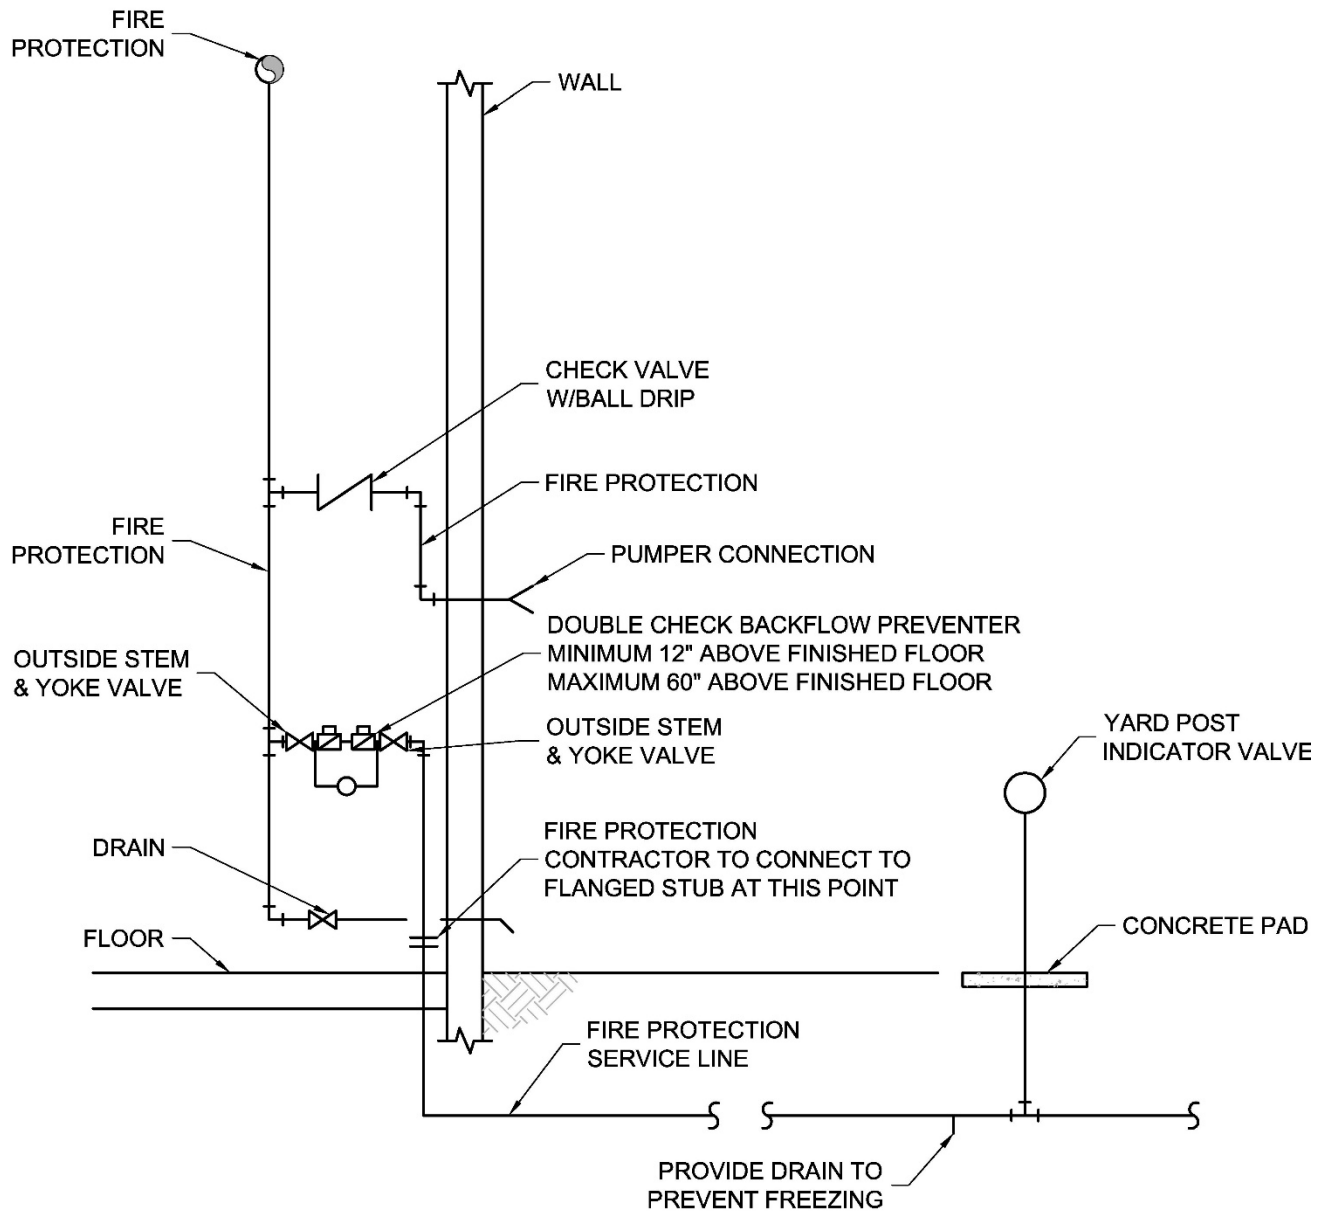 FIRE
PROTECTION
WALL
CHECK VALVE
W/BALL DRIP
FIRE PROTECTION
FIRE
PROTECTION
PUMPER CONNECTION
DOUBLE CHECK BACKFLOW PREVENTER
MINIMUM 12" ABOVE FINISHED FLOOR
MAXIMUM 60" ABOVE FINISHED FLOOR
OUTSIDE STEM
& YOKE VALVE
OUTSIDE STEM
& YOKE VALVE
YARD POST
INDICATOR VALVE
FIRE PROTECTION
CONTRACTOR TO CONNECT TO
FLANGED STUB AT THIS POINT
DRAIN
FLOOR
CONCRETE PAD
FIRE PROTECTION
SERVICE LINE
PROVIDE DRAIN TO
PREVENT FREEZING